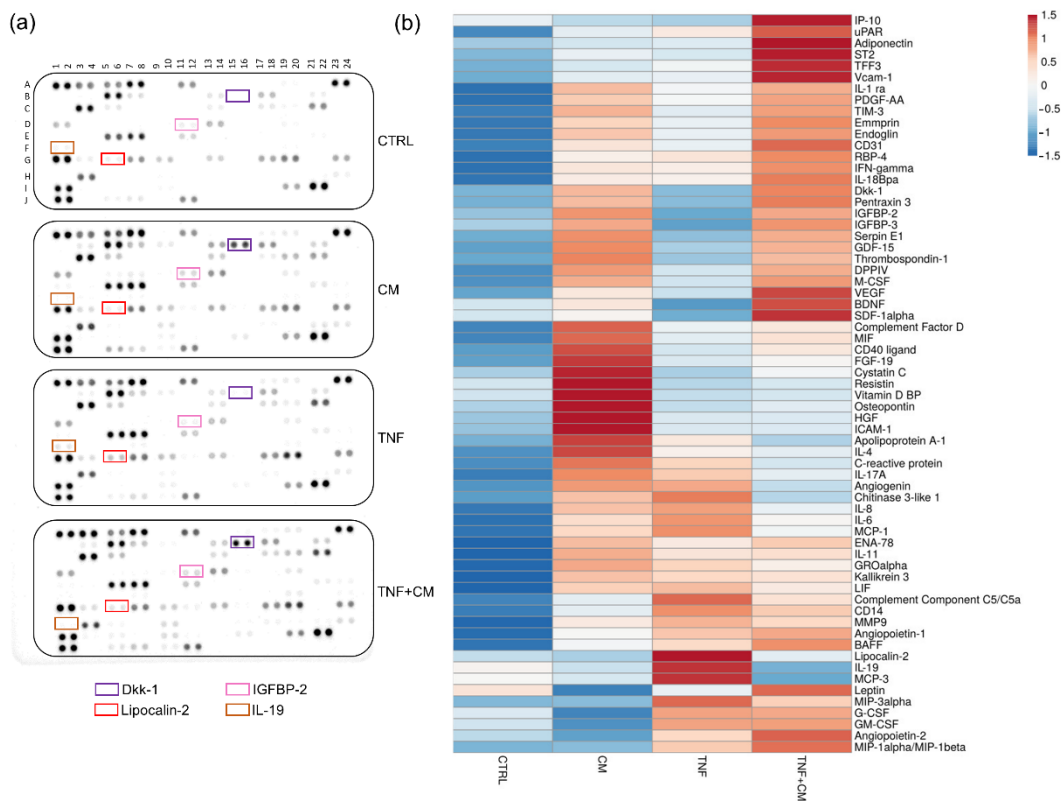 (a)
1 2 3 4 5 6 7 8 9 10 11 12 13 14 15 16 17 18 19 20 21 22 23 24
A
B
C
D
E
F
G
H
I
J
CTRL
CM
TNF
TNF+CM
Dkk-1
IGFBP-2
Lipocalin-2
IL-19
(b)
IP-10
uPAR
Adiponectin
ST2
TFF3
Vcam-1
IL-1 ra
PDGF-AA
TIM-3
Emmprin
Endoglin
CD31
RBP-4
IFN-gamma
IL-18Bpa
Dkk-1
Pentraxin 3
IGFBP-2
IGFBP-3
Serpin E1
GDF-15
Thrombospondin-1
DPPIV
M-CSF
VEGF
BDNF
SDF-1alpha
Complement Factor D
MIF
CD40 ligand
FGF-19
Cystatin C
Resistin
Vitamin D BP
Osteopontin
HGF
ICAM-1
Apolipoprotein A-1
IL-4
C-reactive protein
IL-17A
Angiogenin
Chitinase 3-like 1
IL-8
IL-6
MCP-1
ENA-78
IL-11
GROalpha
Kallikrein 3
LIF
Complement Component C5/C5a
CD14
MMP9
Angiopoietin-1
BAFF
Lipocalin-2
IL-19
MCP-3
Leptin
MIP-3alpha
G-CSF
GM-CSF
Angiopoietin-2
MIP-1alpha/MIP-1beta
CTRL
CM
TNF
TNF+CM
1.5
1
0.5
0
-0.5
-1
-1.5